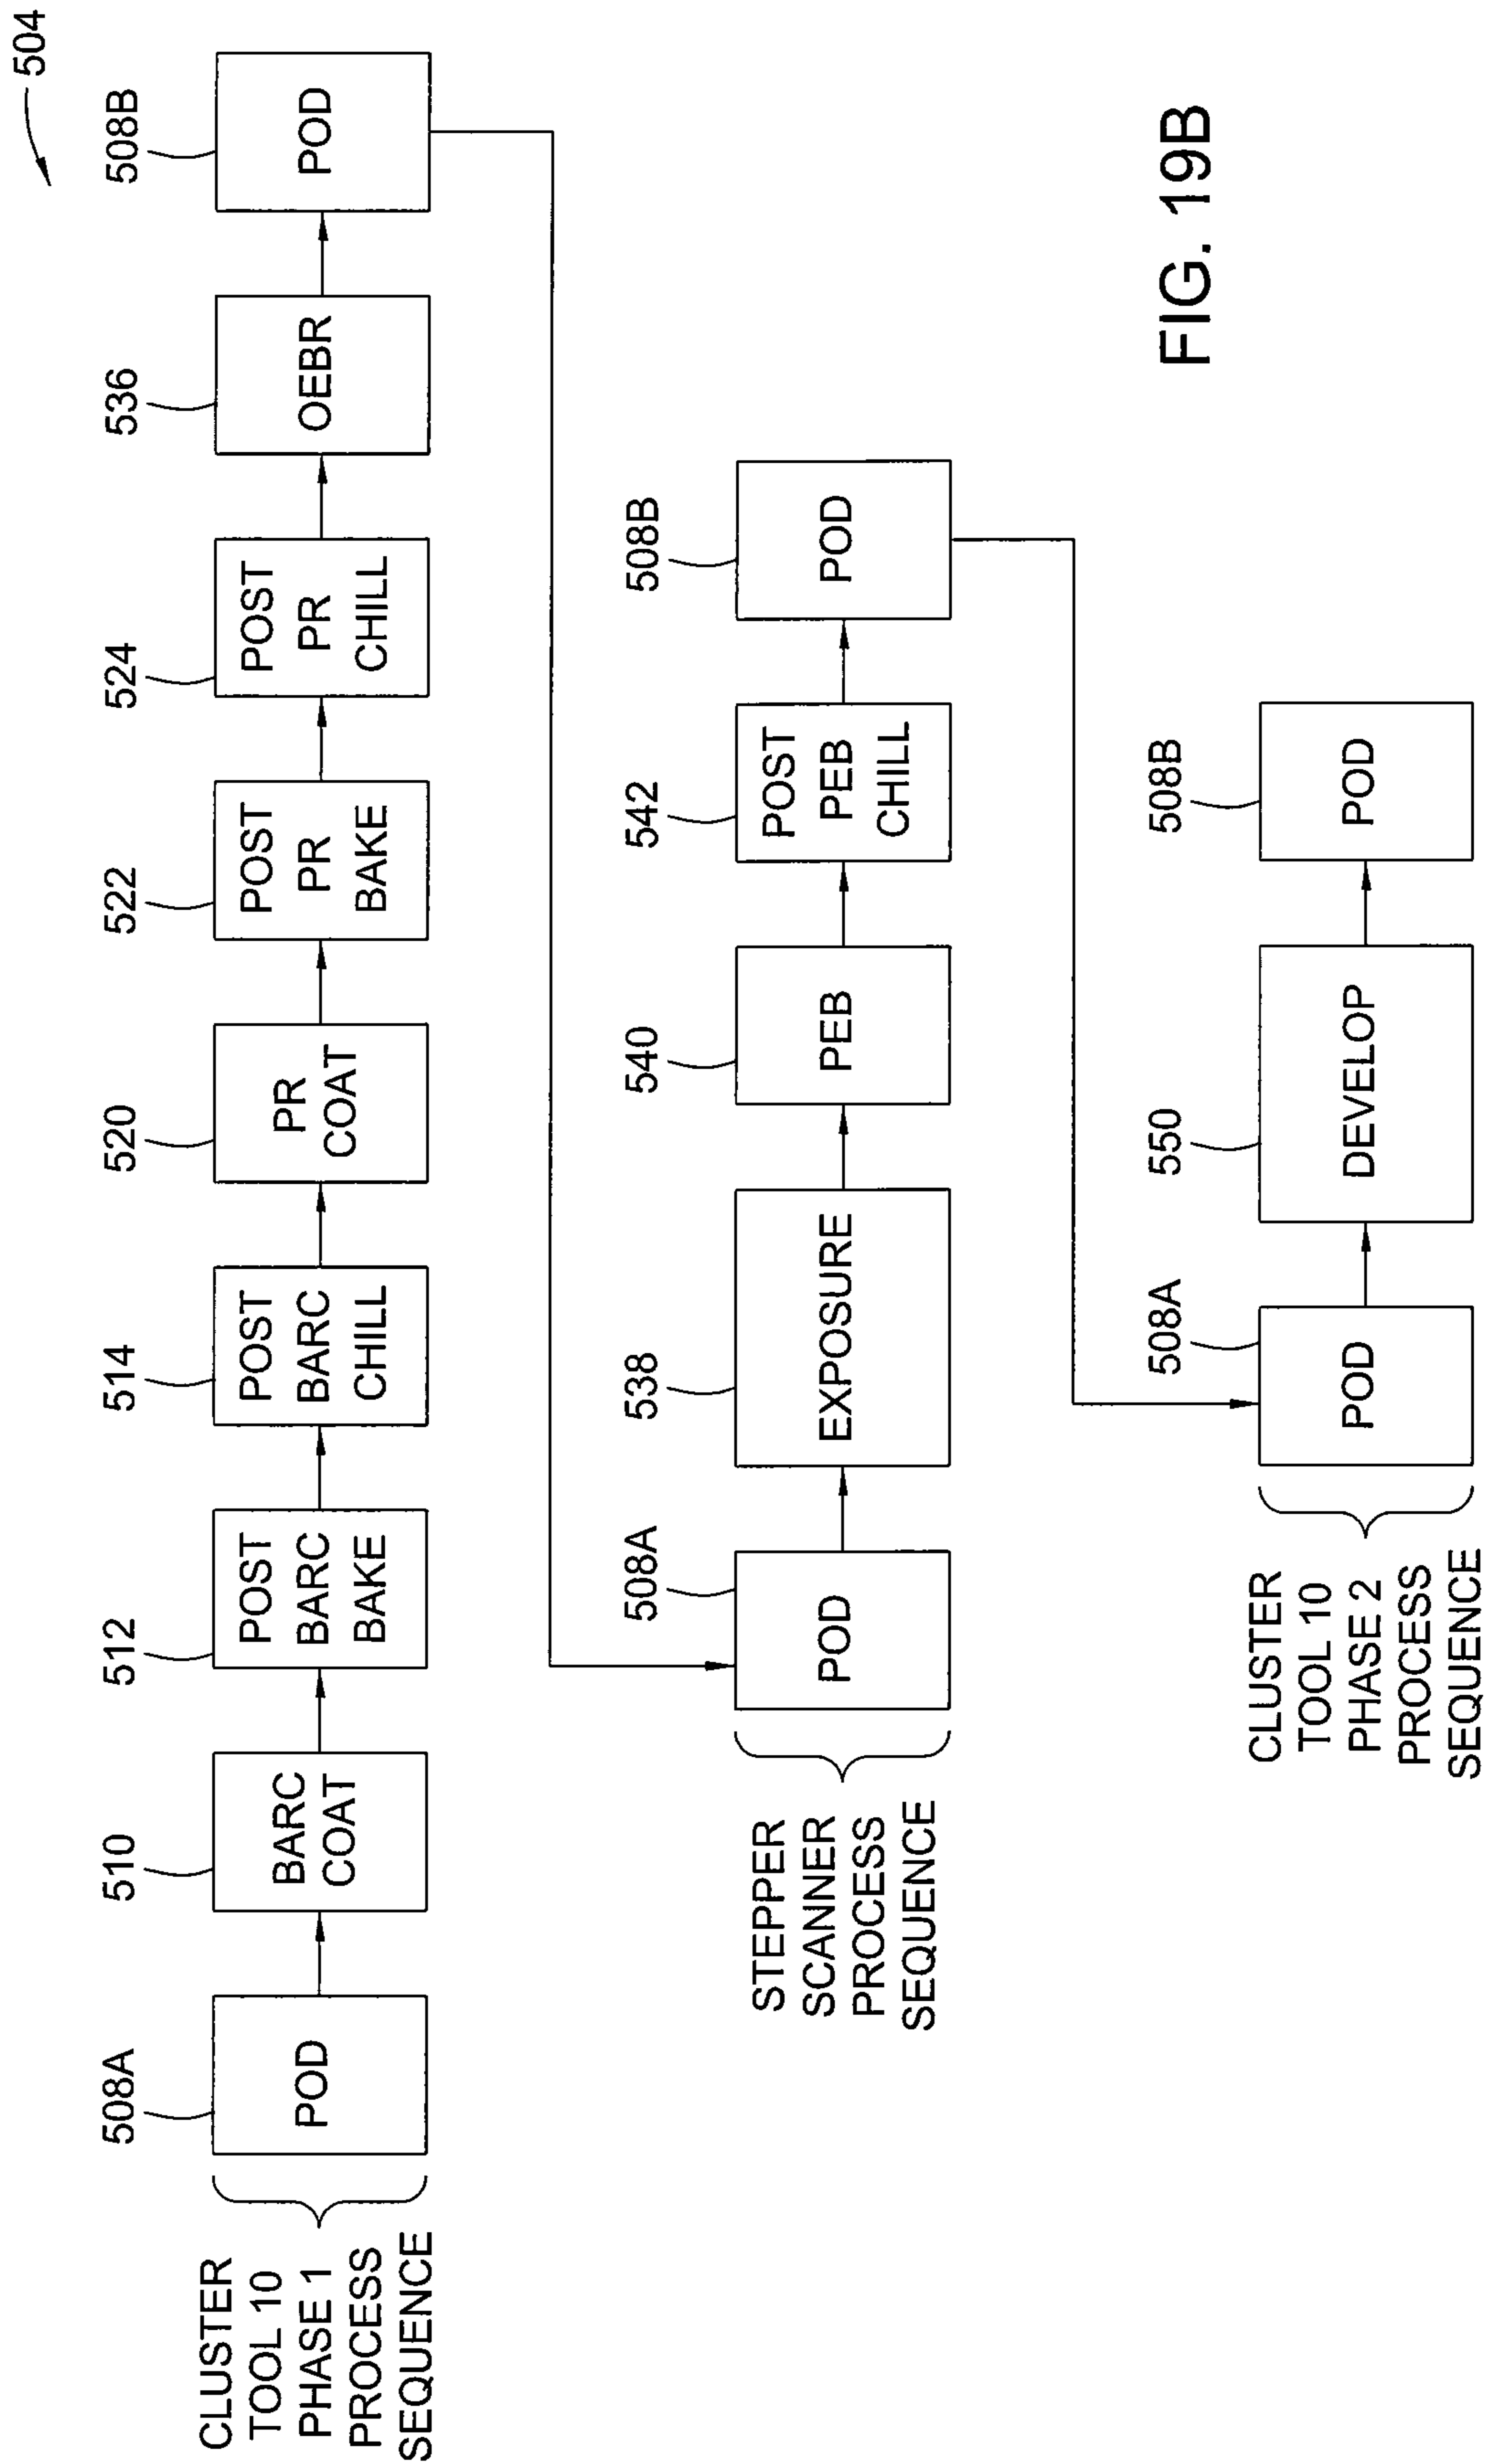 504
508A
510
512
514
520
522
524
536
508B
POD
BARC
COAT
POST
BARC
BAKE
POST
BARC
CHILL
PR
COAT
POST
PR
BAKE
POST
PR
CHILL
OEBR
POD
CLUSTER
TOOL 10
PHASE 1
PROCESS
SEQUENCE
508A
538
540
542
508B
POD
EXPOSURE
PEB
POST
PEB
CHILL
POD
STEPPER
SCANNER
PROCESS
SEQUENCE
508A
550
508B
POD
DEVELOP
POD
CLUSTER
TOOL 10
PHASE 2
PROCESS
SEQUENCE
FIG. 19B